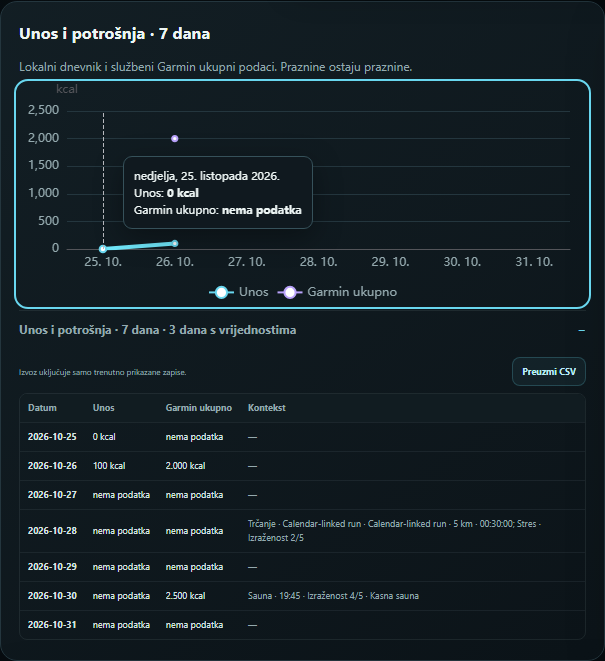 Unos i potrošnja · 7 dana
Lokalni dnevnik i službeni Garmin ukupni podaci. Praznine ostaju praznine.
kcal
2,500
2,000
1,500
1,000
500
0
nedjelja, 25. listopada 2026.
Unos: 0 kcal
Garmin ukupno: nema podatka
25. 10. 26. 10. 27. 10. 28. 10. 29. 10. 30. 10. 31. 10.
Unos Garmin ukupno
Unos i potrošnja · 7 dana · 3 dana s vrijednostima −
Izvoz uključuje samo trenutno prikazane zapise. Preuzmi CSV
Datum Unos Garmin ukupno Kontekst
2026-10-25 0 kcal nema podatka —
2026-10-26 100 kcal 2.000 kcal —
2026-10-27 nema podatka nema podatka —
2026-10-28 nema podatka nema podatka Trčanje · Calendar-linked run · Calendar-linked run · 5 km · 00:30:00; Stres ·
Izraženost 2/5
2026-10-29 nema podatka nema podatka —
2026-10-30 nema podatka 2.500 kcal Sauna · 19:45 · Izraženost 4/5 · Kasna sauna
2026-10-31 nema podatka nema podatka —